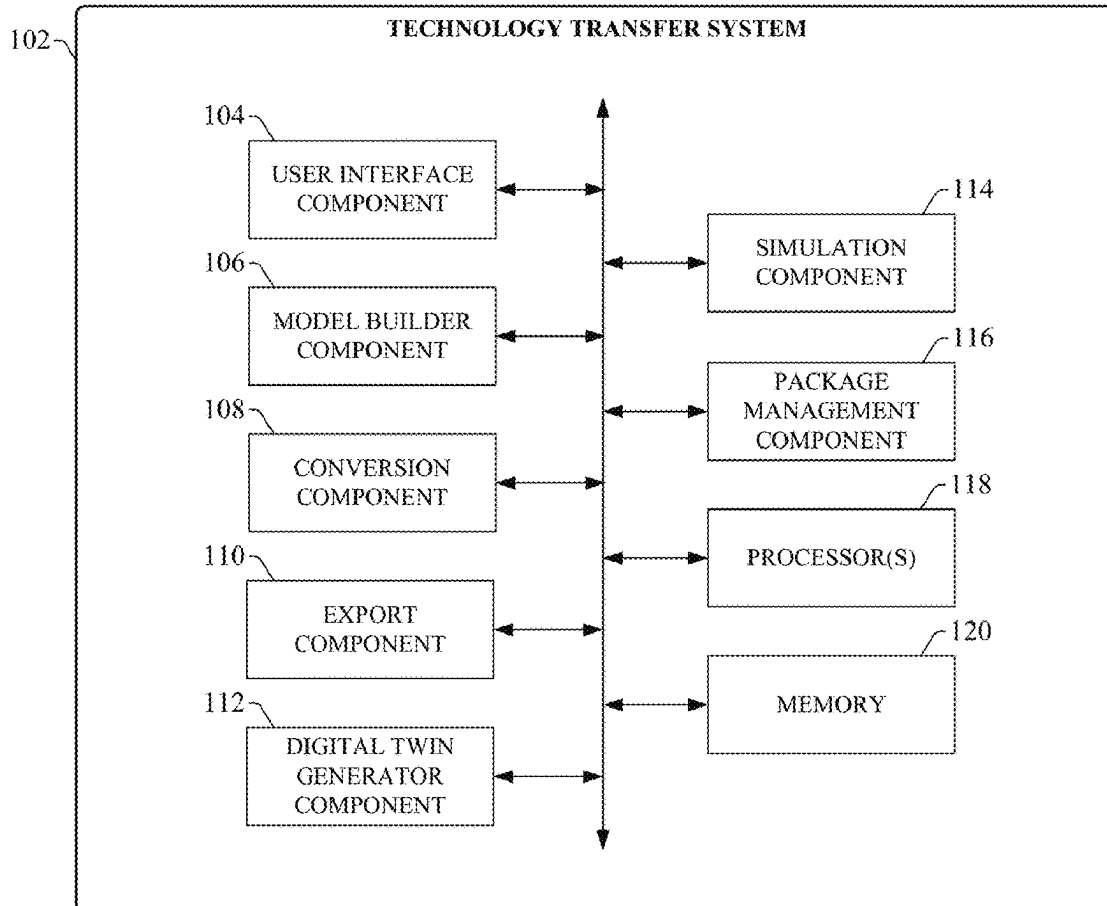 102
TECHNOLOGY TRANSFER SYSTEM
104
USER INTERFACE
COMPONENT
106
MODEL BUILDER
COMPONENT
108
CONVERSION
COMPONENT
110
EXPORT
COMPONENT
112
DIGITAL TWIN
GENERATOR
COMPONENT
114
SIMULATION
COMPONENT
116
PACKAGE
MANAGEMENT
COMPONENT
118
PROCESSOR(S)
120
MEMORY